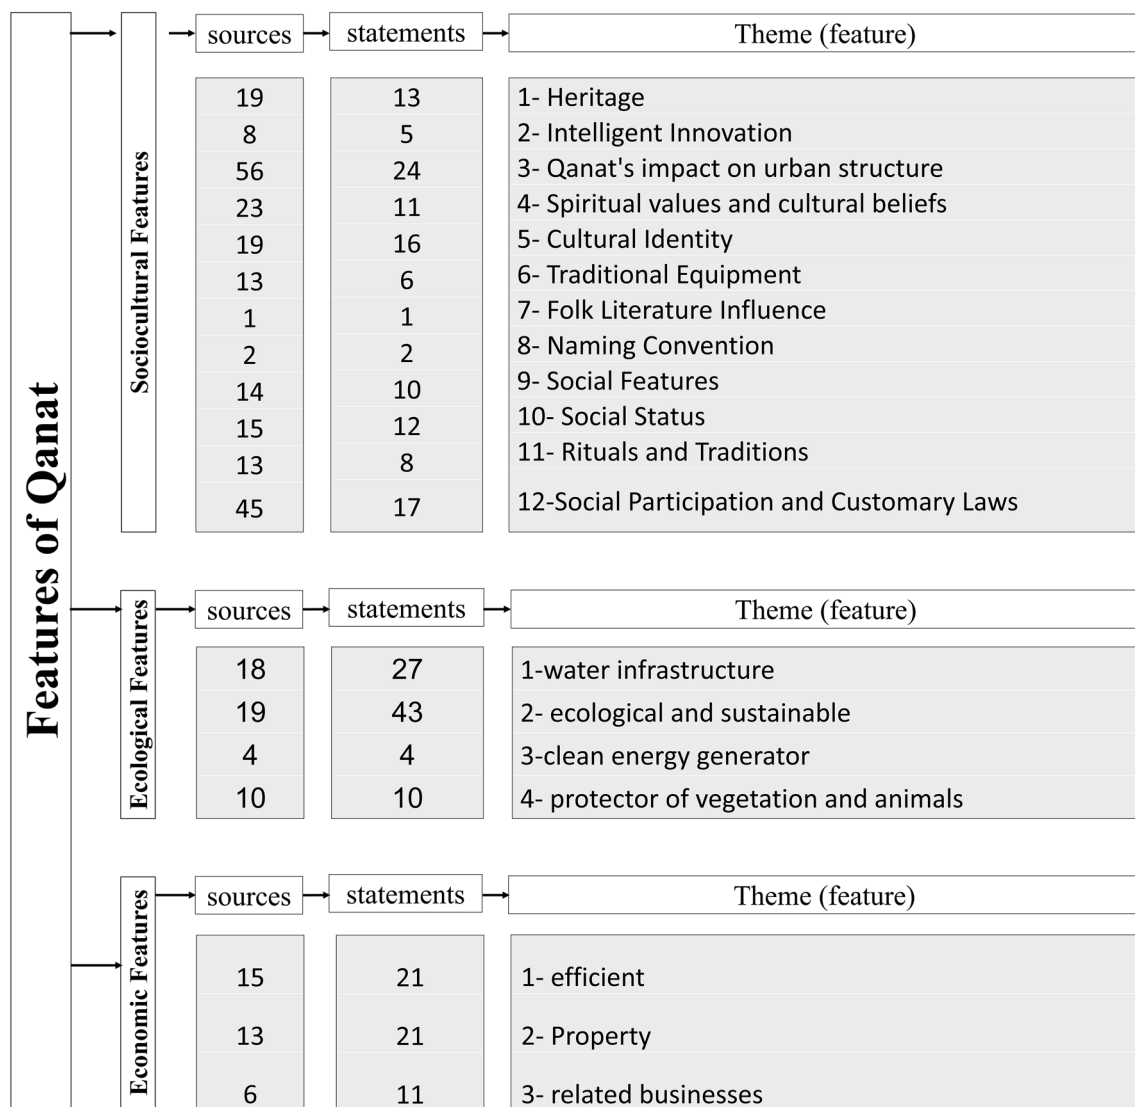 Features of Qanat
Sociocultural Features
sources statements Theme (feature)
19 13 1- Heritage
8 5 2- Intelligent Innovation
56 24 3- Qanat's impact on urban structure
23 11 4- Spiritual values and cultural beliefs
19 16 5- Cultural Identity
13 6 6- Traditional Equipment
1 1 7- Folk Literature Influence
2 2 8- Naming Convention
14 10 9- Social Features
15 12 10- Social Status
13 8 11- Rituals and Traditions
45 17 12-Social Participation and Customary Laws
Ecological Features
sources statements Theme (feature)
18 27 1-water infrastructure
19 43 2- ecological and sustainable
4 4 3-clean energy generator
10 10 4- protector of vegetation and animals
Economic Features
sources statements Theme (feature)
15 21 1- efficient
13 21 2- Property
6 11 3- related businesses